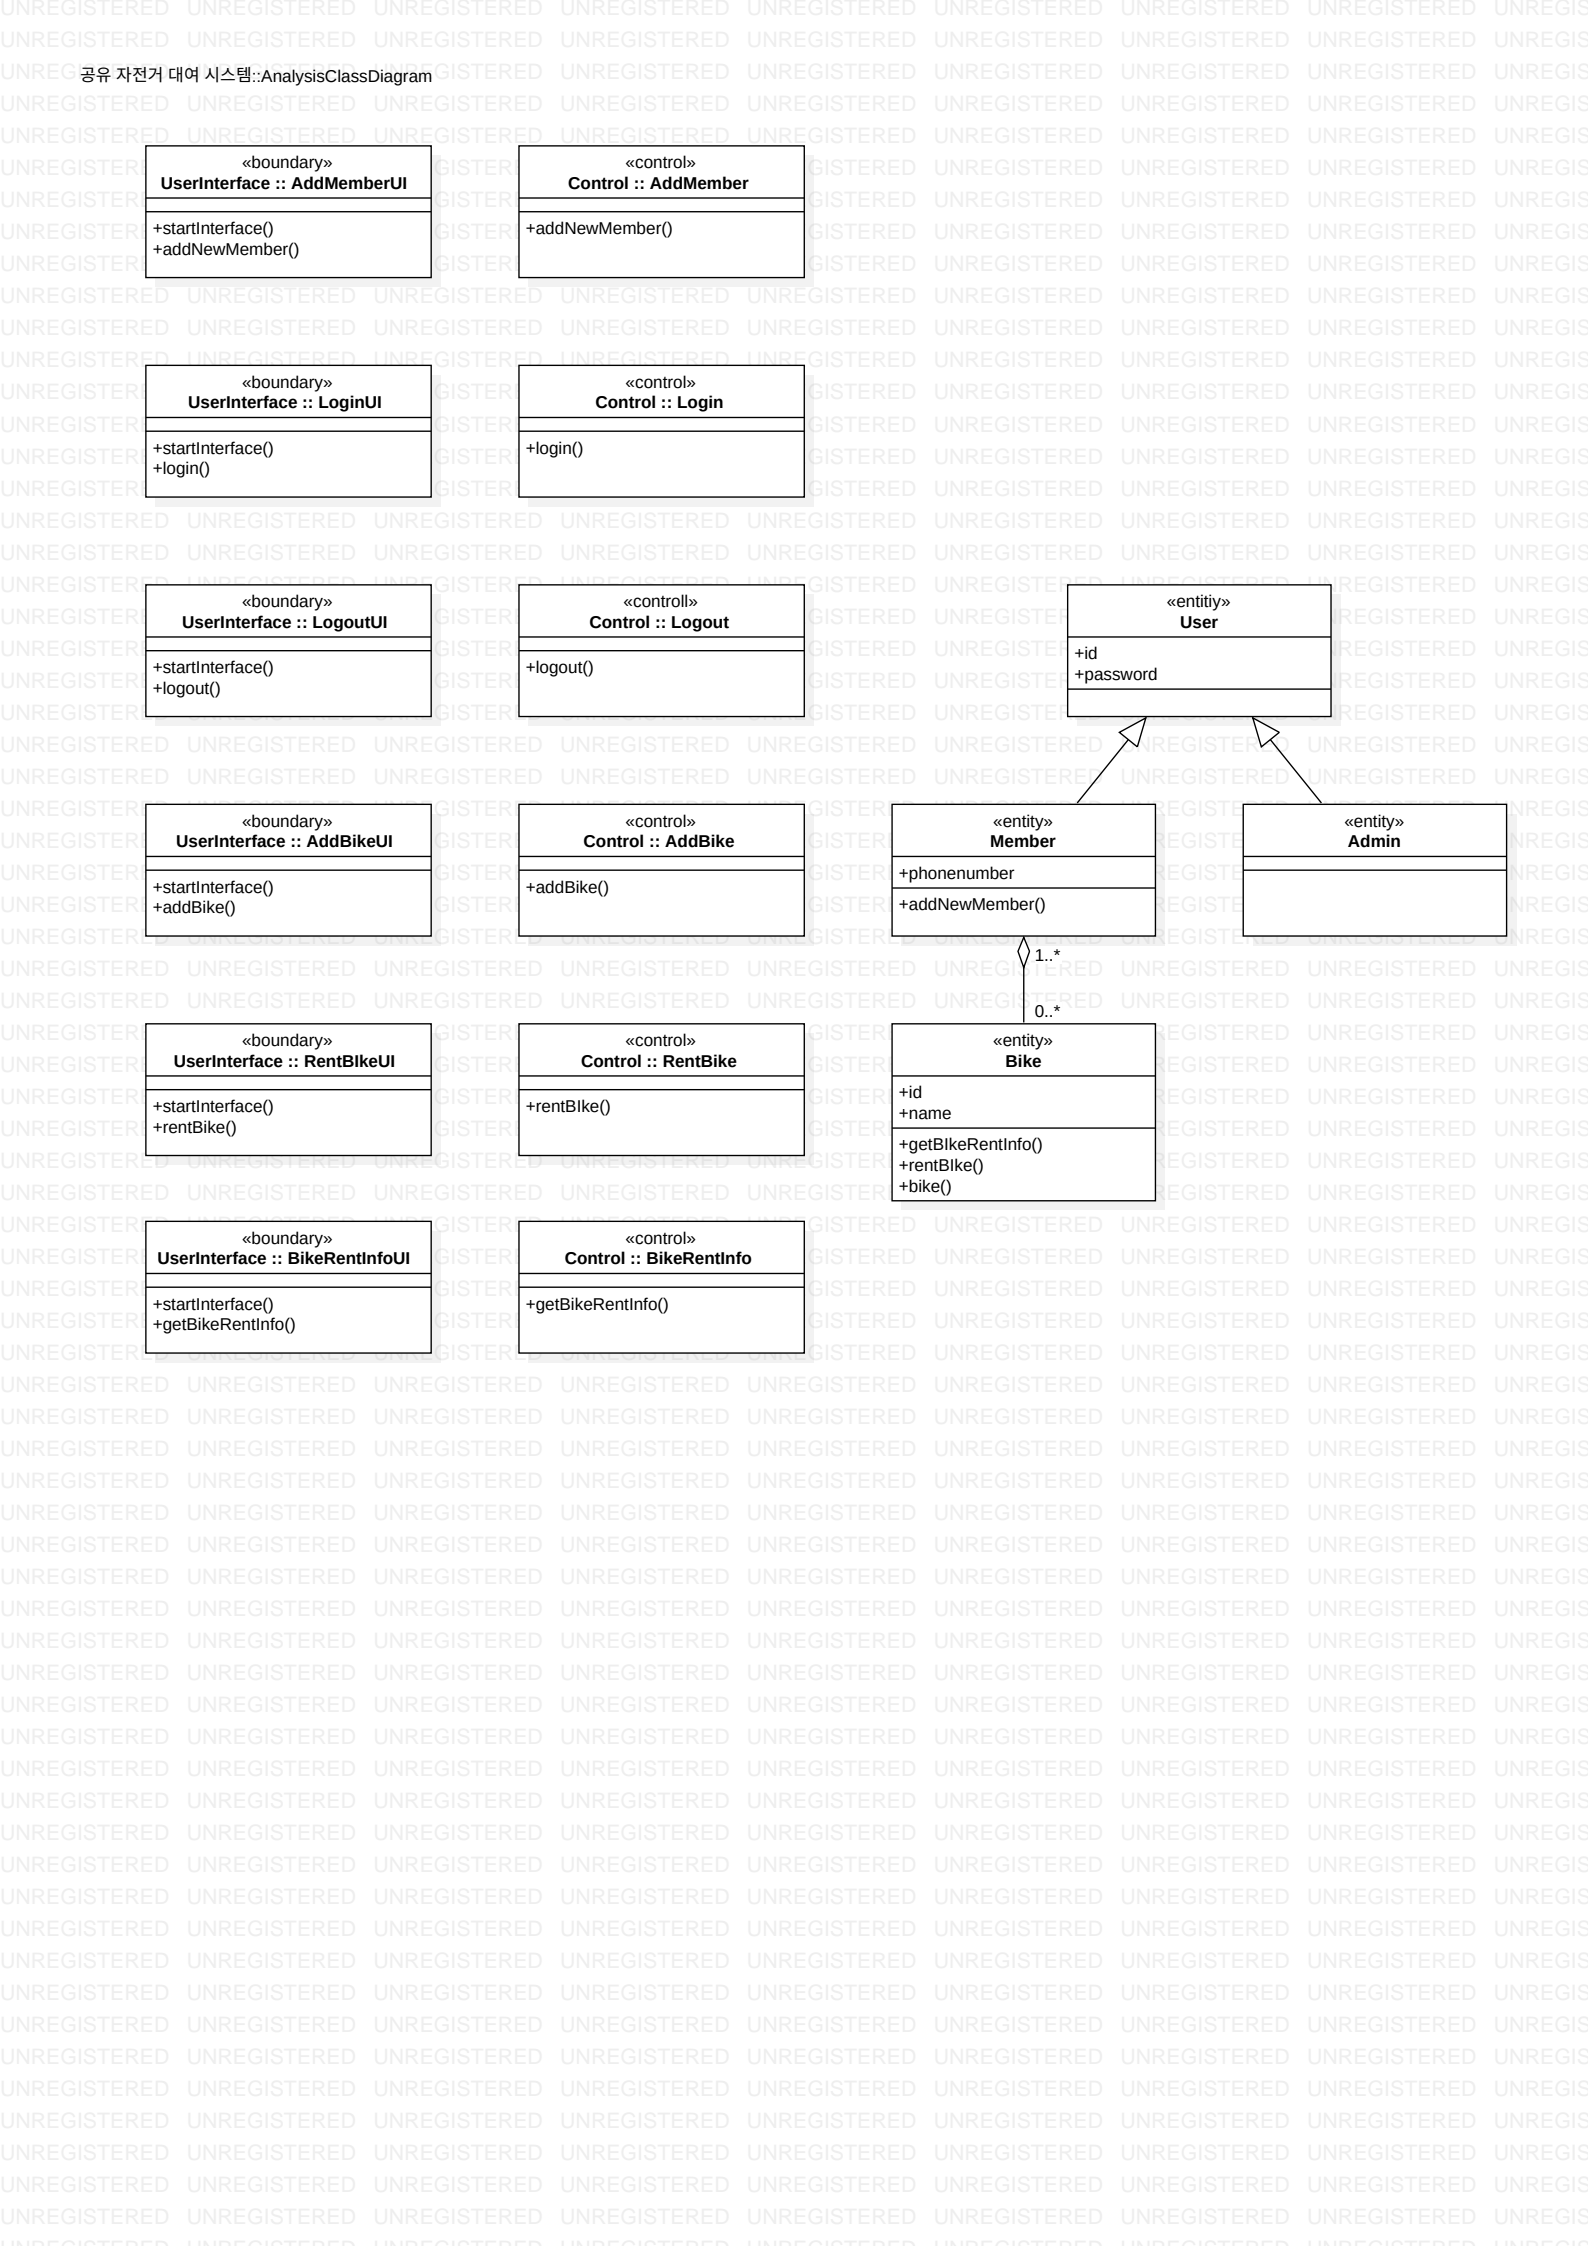 공유 자전거 대여 시스템::AnalysisClassDiagram
«boundary»
UserInterface :: AddMemberUI
+startInterface()
+addNewMember()
«control»
Control :: AddMember
+addNewMember()
«boundary»
UserInterface :: LoginUI
+startInterface()
+login()
«control»
Control :: Login
+login()
«boundary»
UserInterface :: LogoutUI
+startInterface()
+logout()
«controll»
Control :: Logout
+logout()
«entitiy»
User
+id
+password
«boundary»
UserInterface :: AddBikeUI
+startInterface()
+addBike()
«control»
Control :: AddBike
+addBike()
«entity»
Member
+phonenumber
+addNewMember()
«entity»
Admin
1..*
0..*
«boundary»
UserInterface :: RentBIkeUI
+startInterface()
+rentBike()
«control»
Control :: RentBike
+rentBIke()
«entity»
Bike
+id
+name
+getBIkeRentInfo()
+rentBIke()
+bike()
«boundary»
UserInterface :: BikeRentInfoUI
+startInterface()
+getBikeRentInfo()
«control»
Control :: BikeRentInfo
+getBikeRentInfo()
UNREGISTERED